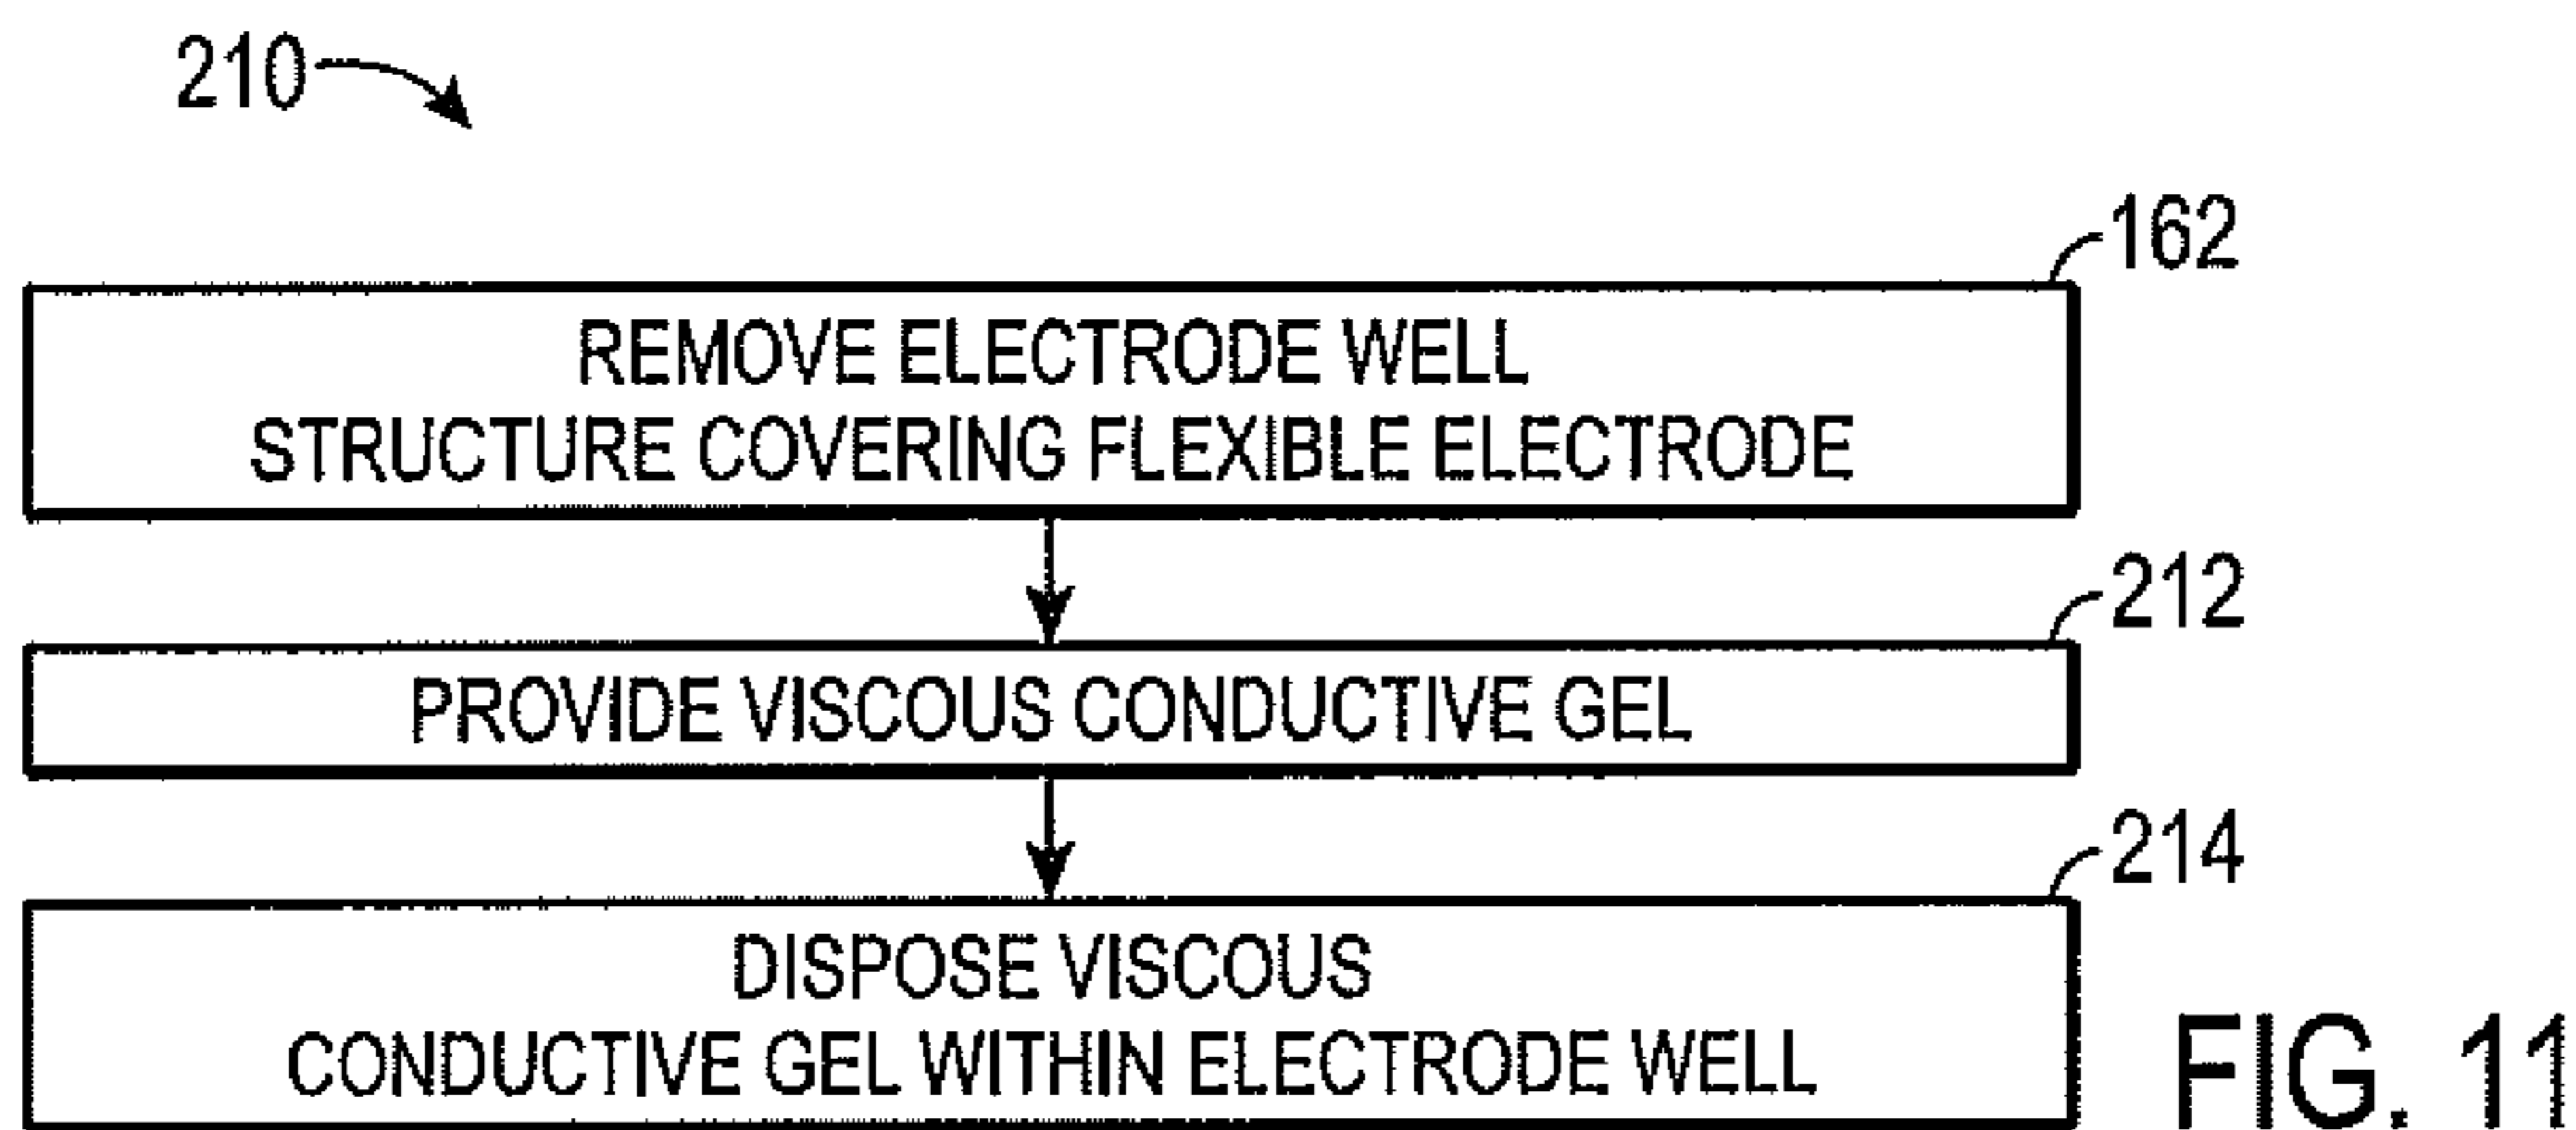 210
162
REMOVE ELECTRODE WELL
STRUCTURE COVERING FLEXIBLE ELECTRODE
212
PROVIDE VISCOUS CONDUCTIVE GEL
214
DISPOSE VISCOUS
CONDUCTIVE GEL WITHIN ELECTRODE WELL
FIG. 11